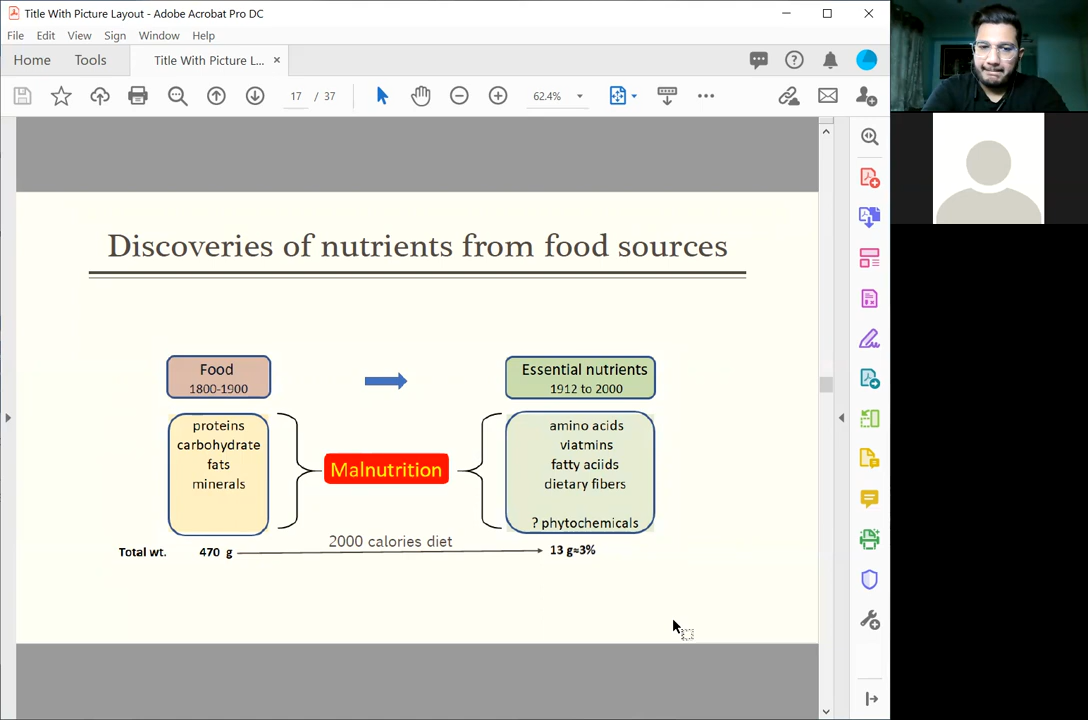 Title With Picture Layout - Adobe Acrobat Pro DC
File Edit View Sign Window Help
Home Tools Title With Picture L... ×
17 / 37 62.4%
Discoveries of nutrients from food sources
Food
1800-1900
Essential nutrients
1912 to 2000
proteins
carbohydrate
fats
minerals
Malnutrition
amino acids
viatmins
fatty aciids
dietary fibers
? phytochemicals
2000 calories diet
Total wt. 470 g 13 g≈3%